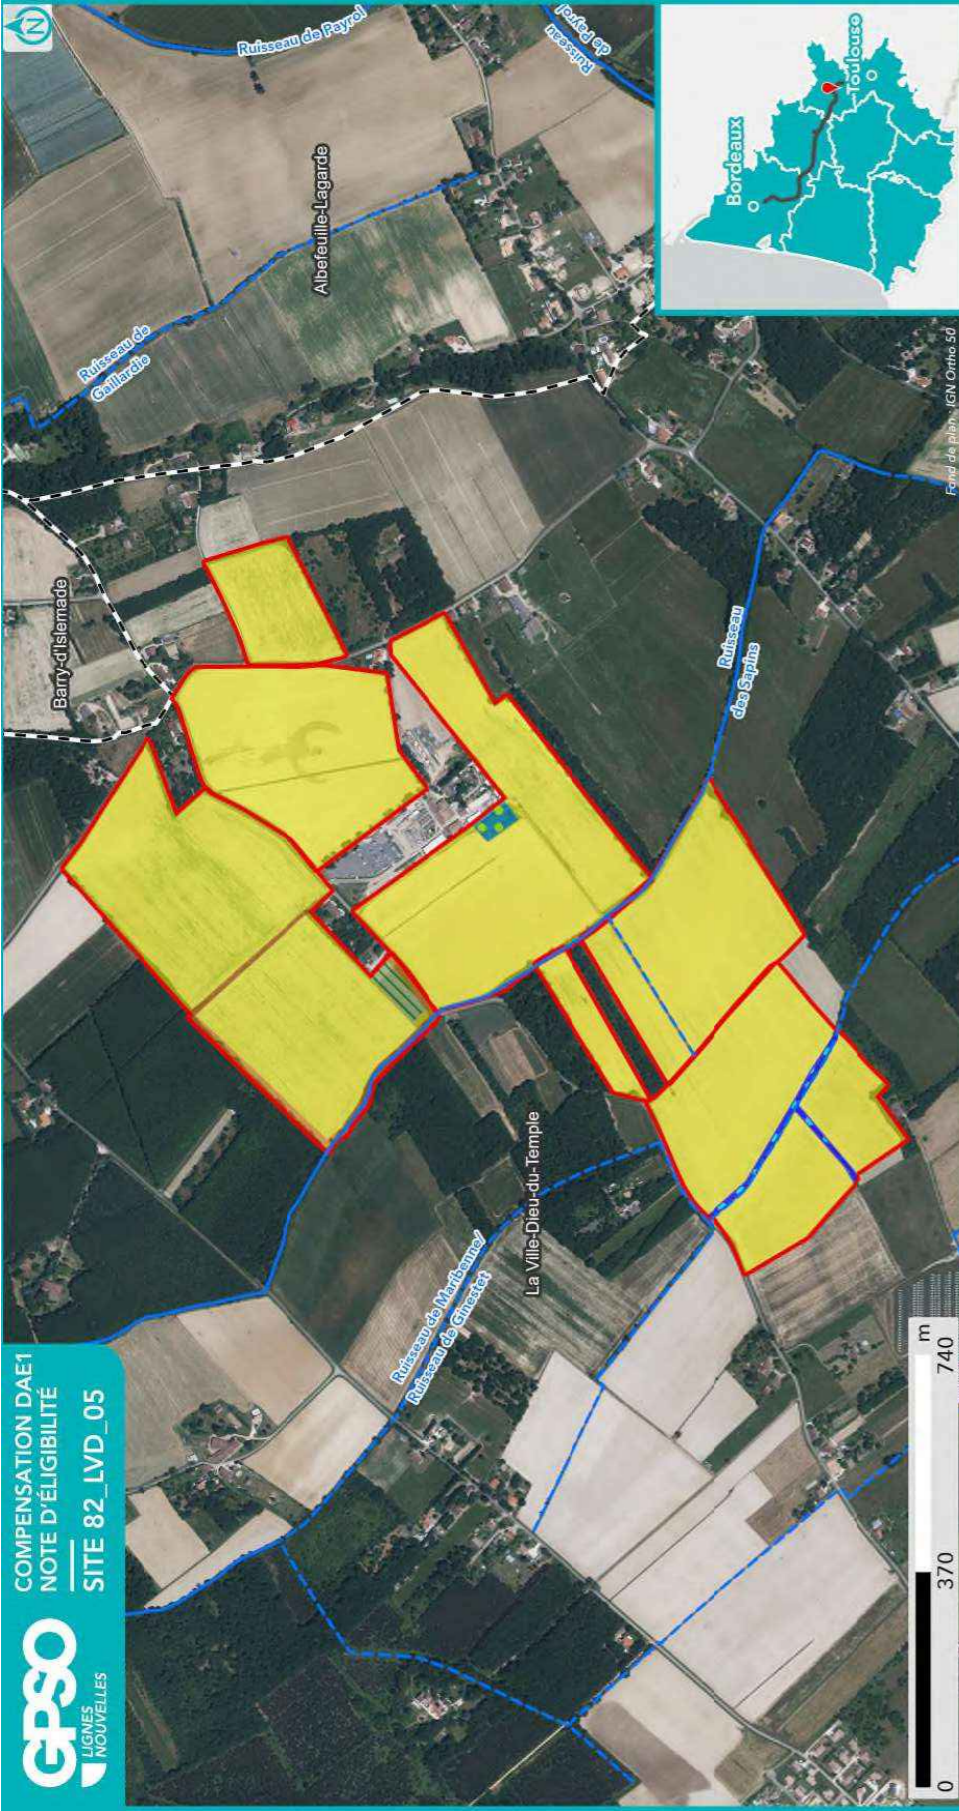 GPSO
LIGNES
NOUVELLES
COMPENSATION DAE1
NOTE D'ÉLIGIBILITÉ
SITE 82_LVD_05
N
Ruisseau de Payrol
Ruisseau
de Payrol
Albefeuille-Lagarde
Ruisseau de
Gaillardie
Barry-d'Islemade
Ruisseau
des Sapins
La Ville-Dieu-du-Temple
Ruisseau de Maribenne/
Ruisseau de Ginestet
Bordeaux
Toulouse
0 370 740
m
Fond de plan : IGN Ortho 50